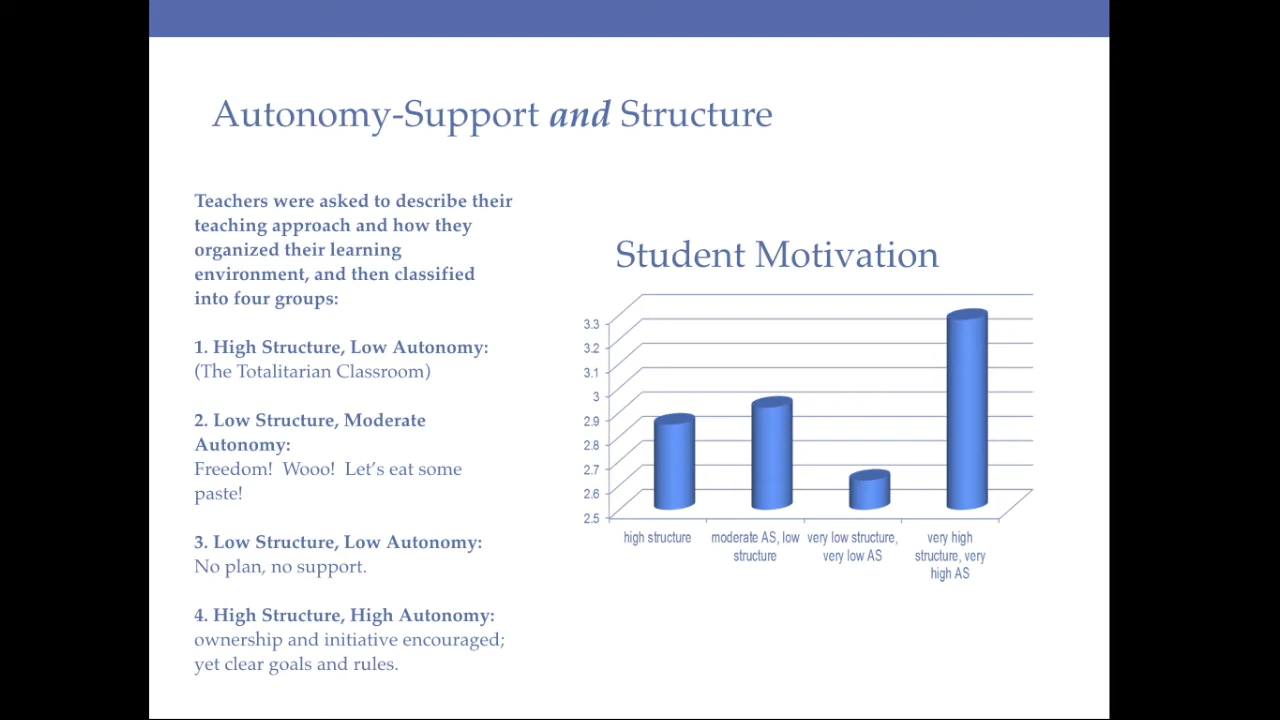 Autonomy-Support and Structure
Teachers were asked to describe their
teaching approach and how they
organized their learning
environment, and then classified
into four groups:
1. High Structure, Low Autonomy:
(The Totalitarian Classroom)
2. Low Structure, Moderate
Autonomy:
Freedom! Wooo! Let's eat some
paste!
3. Low Structure, Low Autonomy:
No plan, no support.
4. High Structure, High Autonomy:
ownership and initiative encouraged;
yet clear goals and rules.
Student Motivation
3.3
3.2
3.1
3
2.9
2.8
2.7
2.6
2.5
high structure
moderate AS, low
structure
very low structure,
very low AS
very high
structure, very
high AS